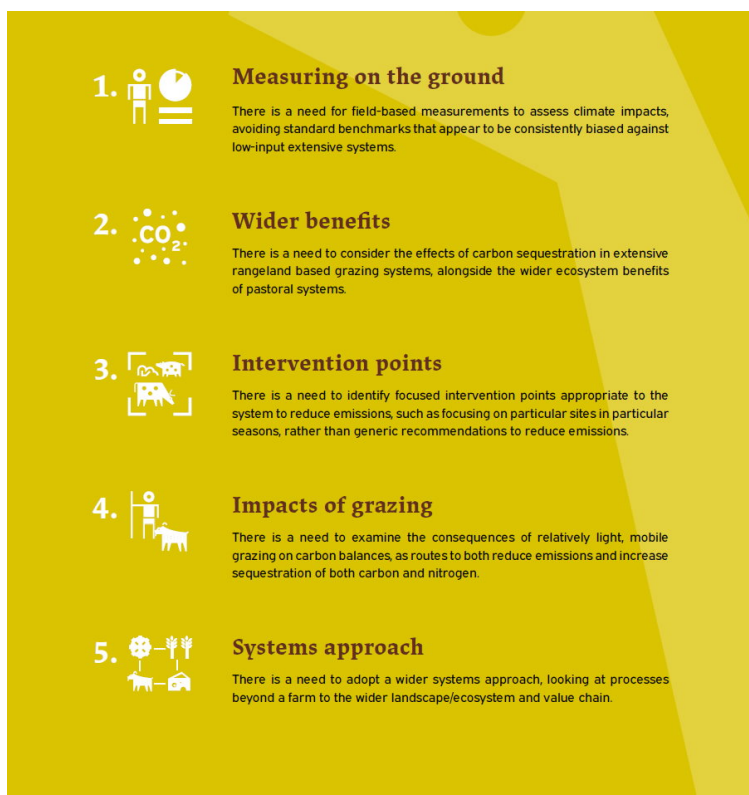 1.
Measuring on the ground
There is a need for field-based measurements to assess climate impacts,
avoiding standard benchmarks that appear to be consistently biased against
low-input extensive systems.
2.
CO2
Wider benefits
There is a need to consider the effects of carbon sequestration in extensive
rangeland based grazing systems, alongside the wider ecosystem benefits
of pastoral systems.
3.
Intervention points
There is a need to identify focused intervention points appropriate to the
system to reduce emissions, such as focusing on particular sites in particular
seasons, rather than generic recommendations to reduce emissions.
4.
Impacts of grazing
There is a need to examine the consequences of relatively light, mobile
grazing on carbon balances, as routes to both reduce emissions and increase
sequestration of both carbon and nitrogen.
5.
Systems approach
There is a need to adopt a wider systems approach, looking at processes
beyond a farm to the wider landscape/ecosystem and value chain.